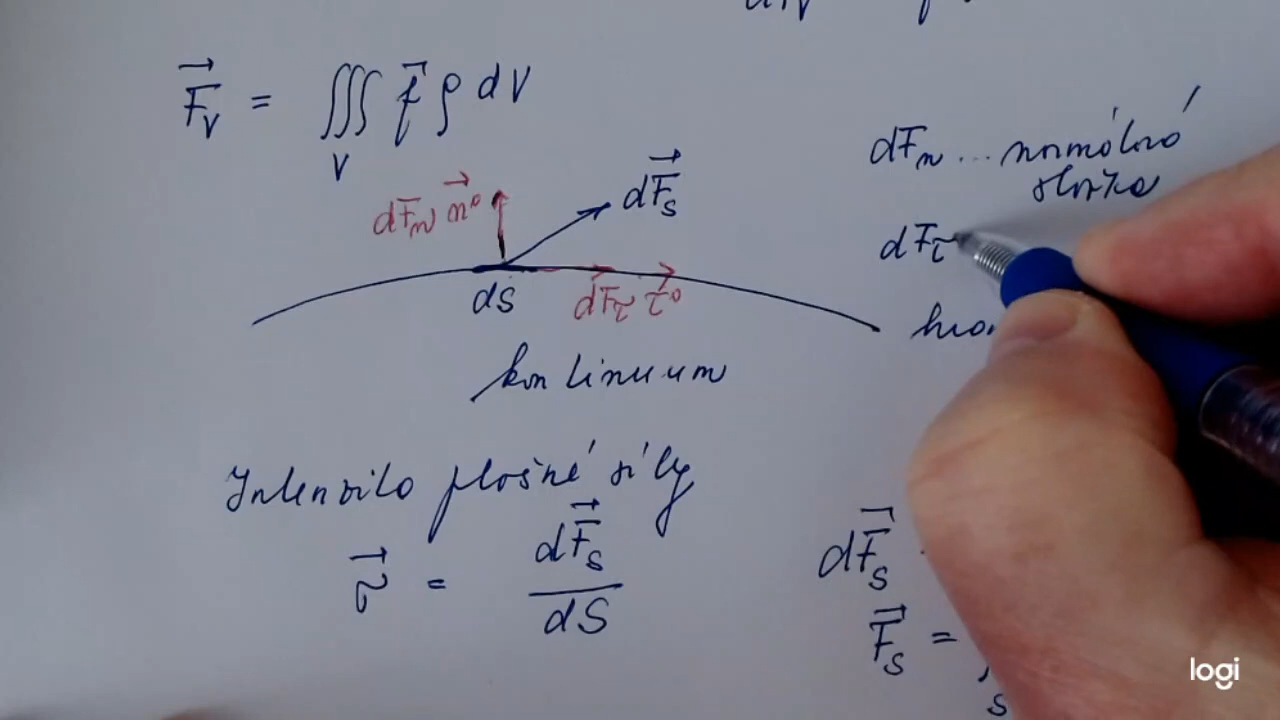 F⃗_V = ∭_V f⃗ ρ dV
dF_n ... normálová
složka
dF⃗_s
dF_n n⃗°
dF_τ
dS
dF_τ τ⃗°
kontinuum
Intenzita plošné síly
τ⃗ = dF⃗_s / dS
dF⃗_s
F⃗_s =
s
logi